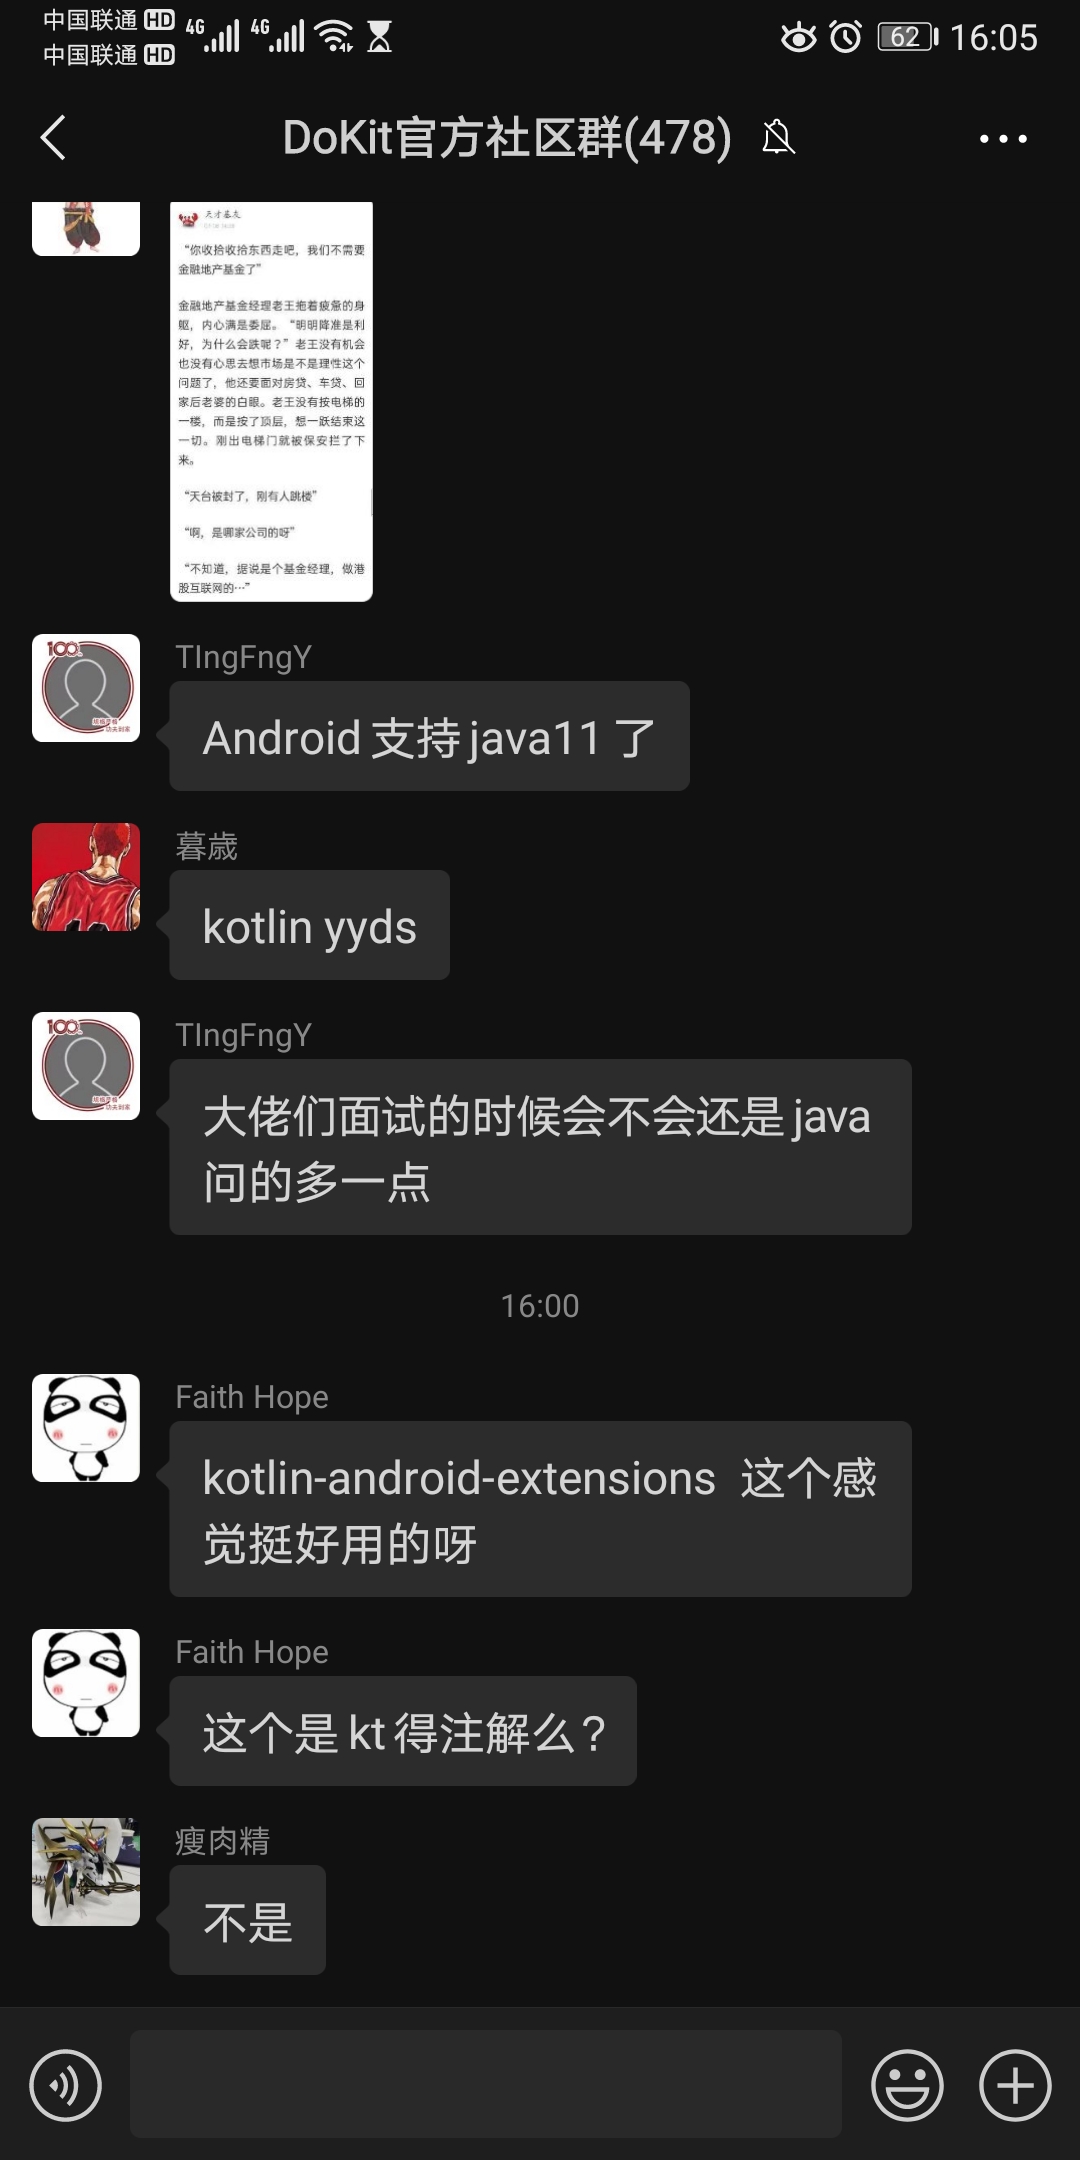 中国联通 HD 4G 4G 62 16:05
中国联通 HD
DoKit官方社区群(478)
天才基友
“你收拾收拾东西走吧，我们不需要
金融地产基金了”
金融地产基金经理老王拖着疲惫的身
躯，内心满是委屈。“明明降准是利
好，为什么会跌呢？”老王没有机会
也没有心思去想市场是不是理性这个
问题了，他还要面对房贷、车贷、回
家后老婆的白眼。老王没有按电梯的
一楼，而是按了顶层，想一跃结束这
一切。刚出电梯门就被保安拦了下
来。
“天台被封了，刚有人跳楼”
“啊，是哪家公司的呀”
“不知道，据说是个基金经理，做港
股互联网的…”
TIngFngY
100
Android 支持 java11 了
暮歳
kotlin yyds
TIngFngY
100
大佬们面试的时候会不会还是 java
问的多一点
16:00
Faith Hope
kotlin-android-extensions 这个感
觉挺好用的呀
Faith Hope
这个是 kt 得注解么？
瘦肉精
不是